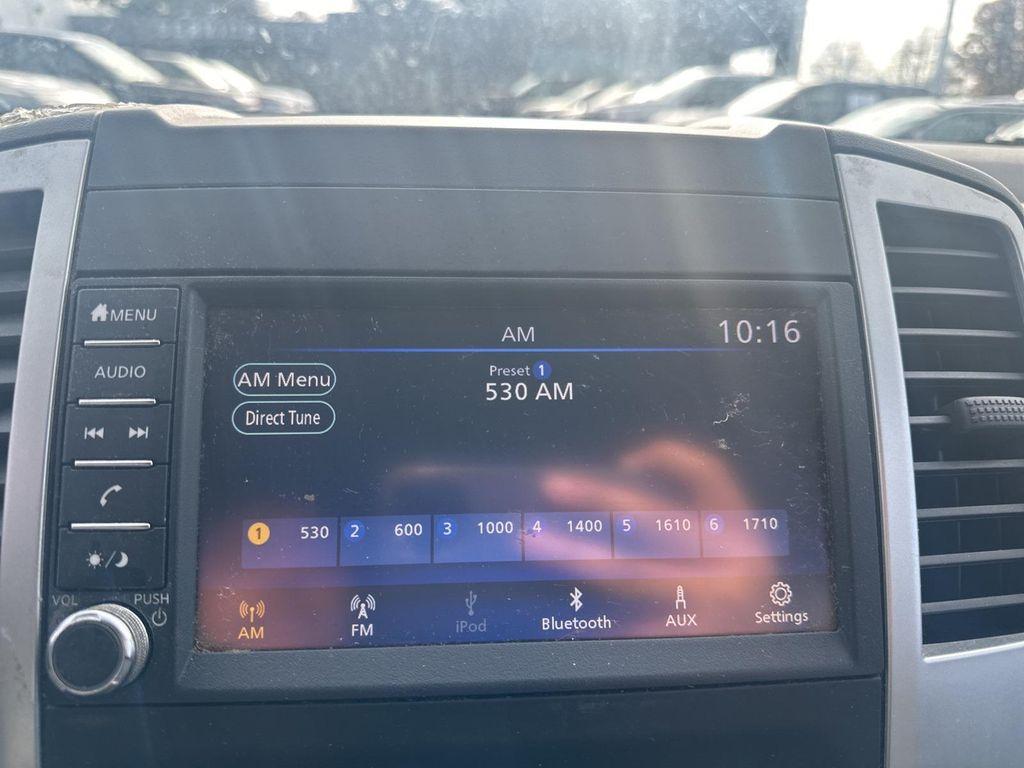 MENU
AUDIO
VOL
PUSH
AM
10:16
AM Menu
Direct Tune
Preset 1
530 AM
1 530 2 600 3 1000 4 1400 5 1610 6 1710
AM FM iPod Bluetooth AUX Settings